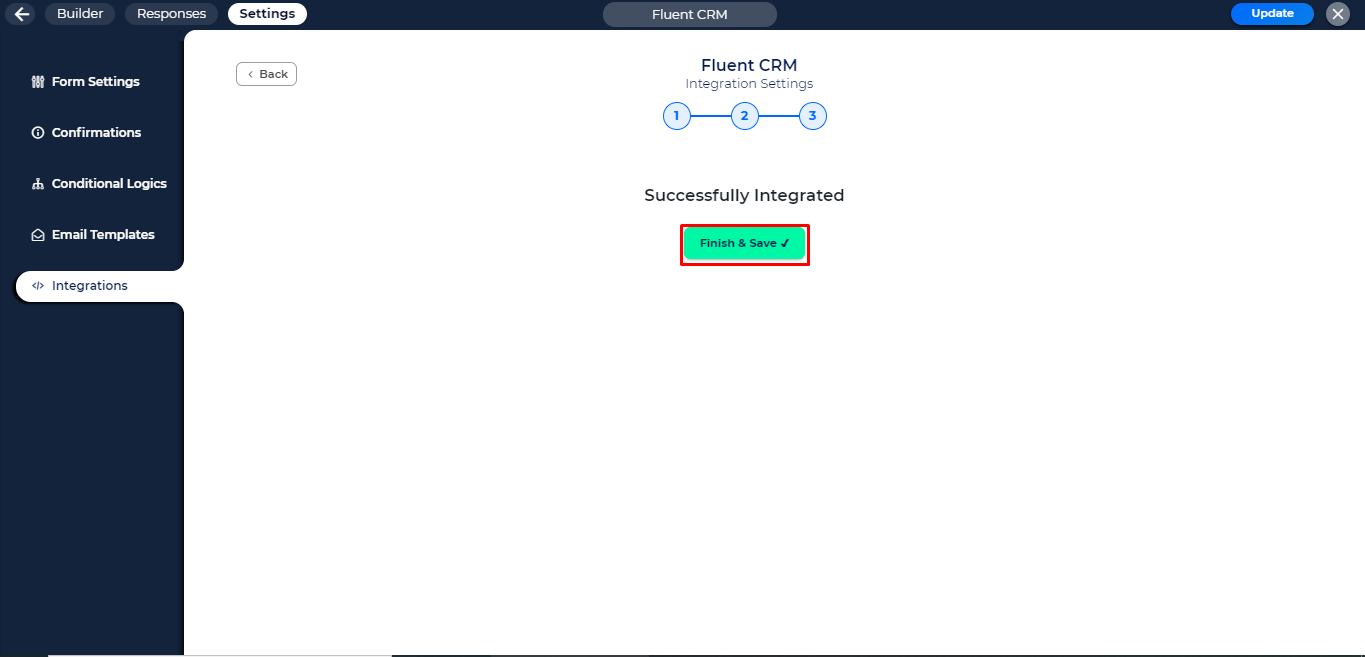 Builder
Responses
Settings
Fluent CRM
Update
Form Settings
Confirmations
Conditional Logics
Email Templates
Integrations
Back
Fluent CRM
Integration Settings
1
2
3
Successfully Integrated
Finish & Save ✓